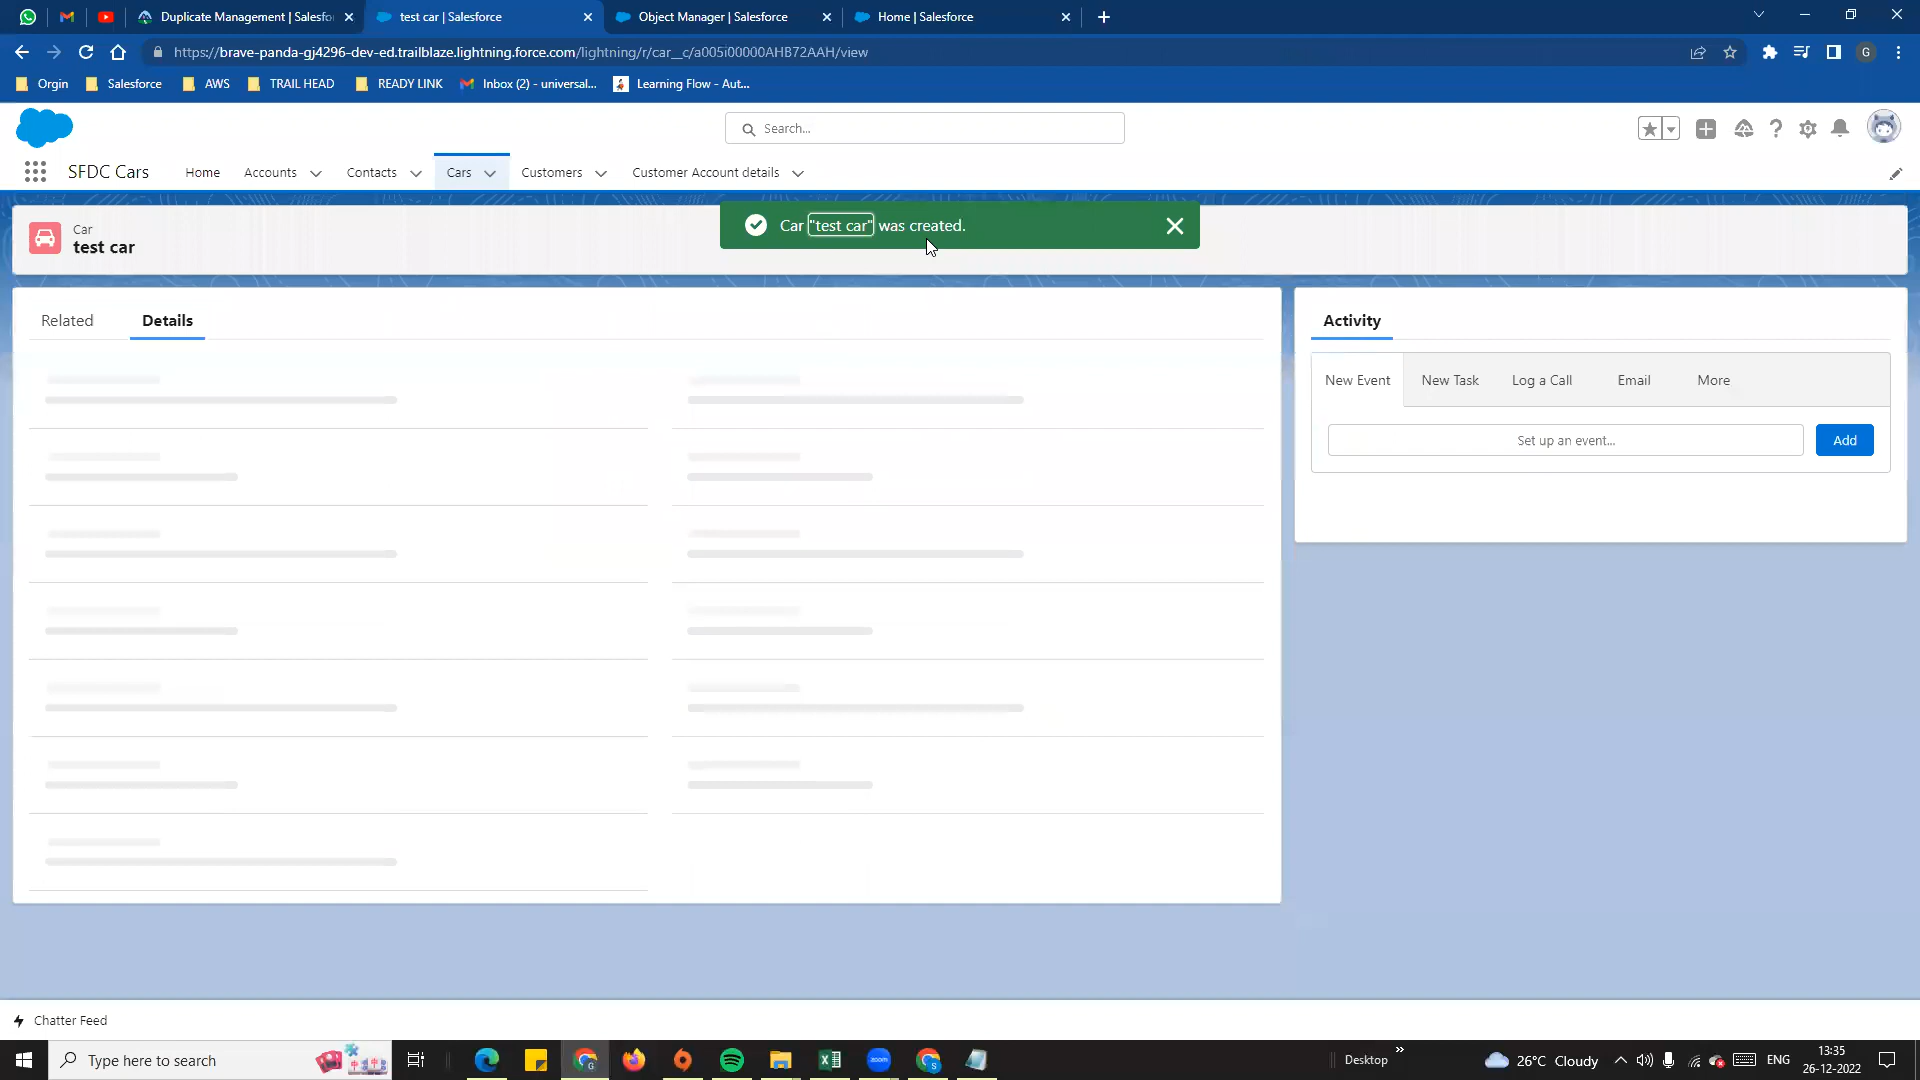 Duplicate Management | Salesfo
test car | Salesforce
Object Manager | Salesforce
Home | Salesforce
https://brave-panda-gj4296-dev-ed.trailblaze.lightning.force.com/lightning/r/car__c/a005i00000AHB72AAH/view
G
Orgin
Salesforce
AWS
TRAIL HEAD
READY LINK
Inbox (2) - universal...
Learning Flow - Aut...
Search...
SFDC Cars
Home
Accounts
Contacts
Cars
Customers
Customer Account details
Car "test car" was created.
Car
test car
Related
Details
Activity
New Event
New Task
Log a Call
Email
More
Set up an event...
Add
Chatter Feed
Type here to search
zoom
Desktop
26°C Cloudy
ENG
13:35
26-12-2022